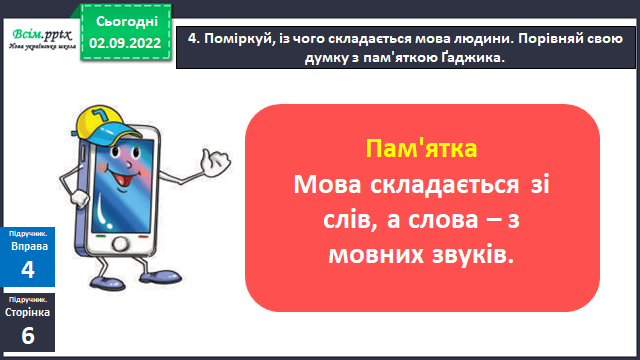 Всім.pptx
Нова українська школа
Сьогодні
02.09.2022
4. Поміркуй, із чого складається мова людини. Порівняй свою
думку з пам'яткою Ґаджика.
Пам'ятка
Мова складається зі
слів, а слова – з
мовних звуків.
Підручник.
Вправа
4
Підручник.
Сторінка
6